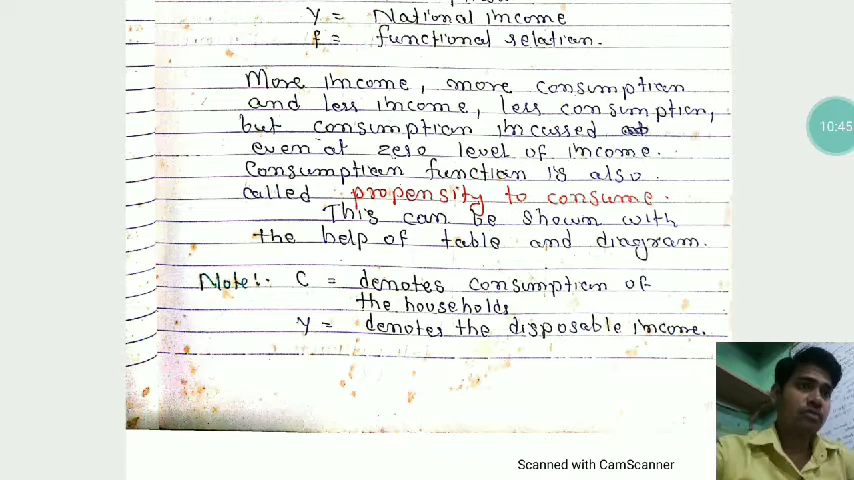 Y = National income
f = functional relation.
More income, more consumption
and less income, less consumption,
but consumption incussed
even at zero level of income.
Consumption function is also
called propensity to consume.
This can be shown with
the help of table and diagram.
Note:- C = denotes consumption of
the households
Y = denotes the disposable income.
10:45
Scanned with CamScanner